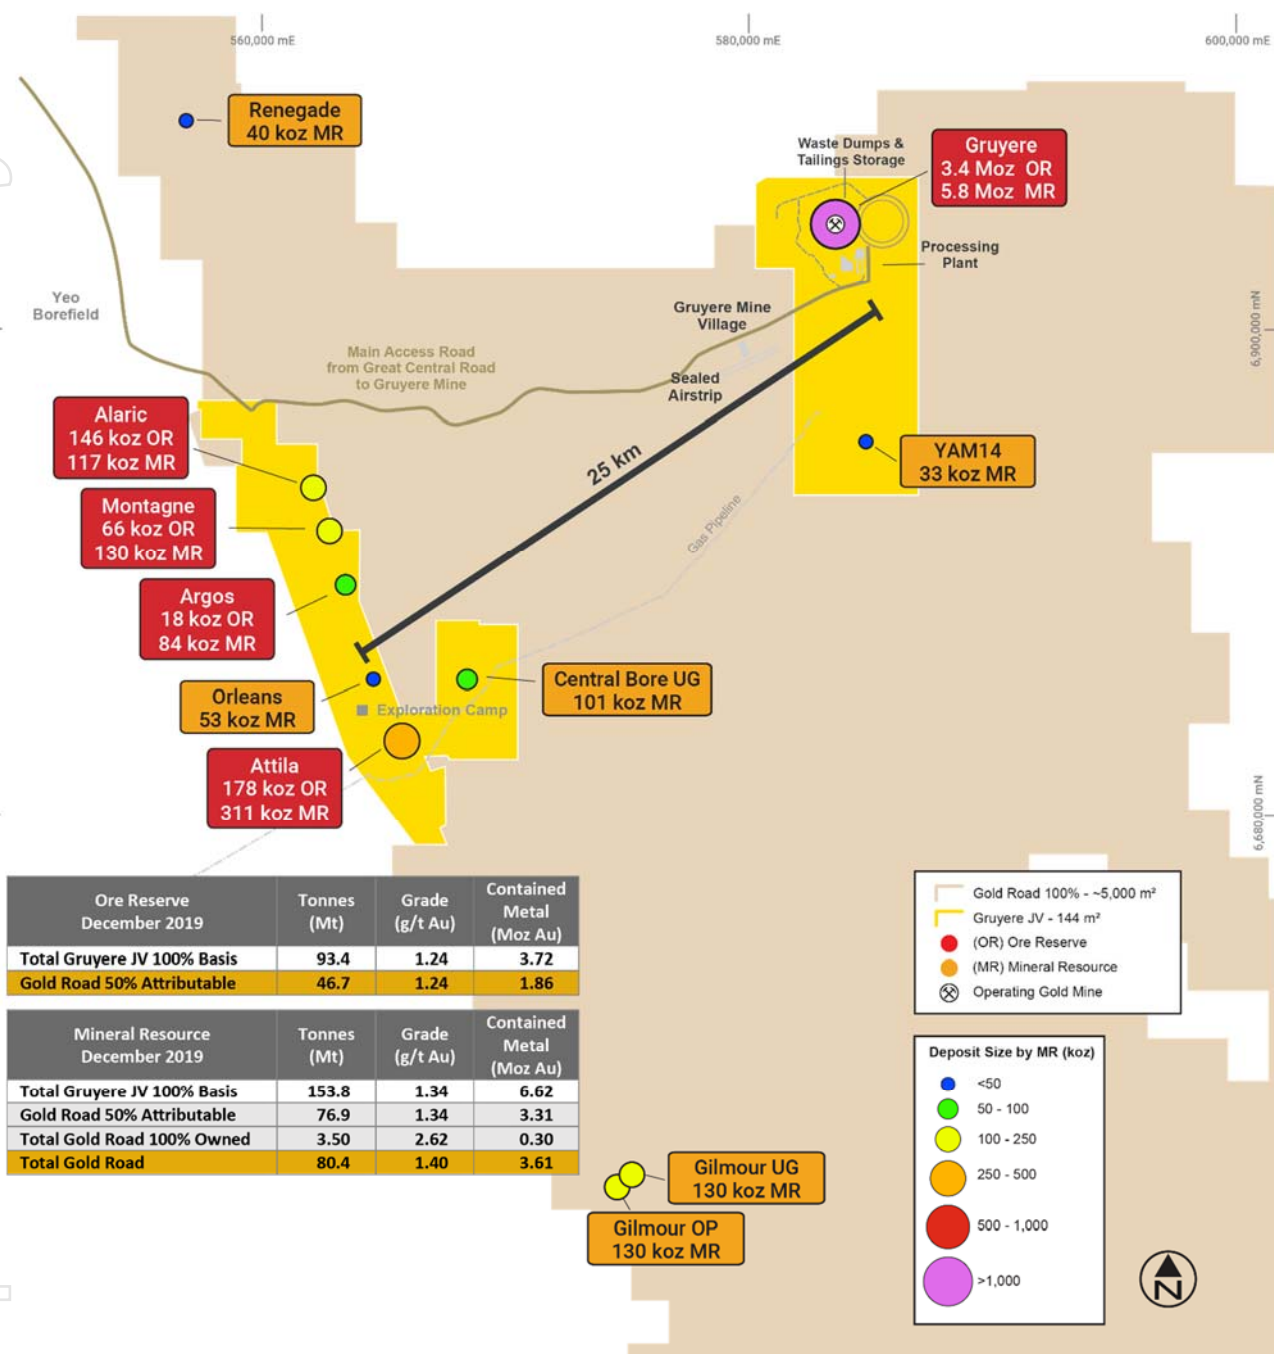 560,000 mE
580,000 mE
600,000 mE
Renegade
40 koz MR
Waste Dumps &
Tailings Storage
Gruyere
3.4 Moz OR
5.8 Moz MR
Processing
Plant
Yeo
Borefield
Gruyere Mine
Village
6,900,000 mN
Main Access Road
from Great Central Road
to Gruyere Mine
Sealed
Airstrip
Alaric
146 koz OR
117 koz MR
25 km
YAM14
33 koz MR
Montagne
66 koz OR
130 koz MR
Gas Pipeline
Argos
18 koz OR
84 koz MR
Orleans
53 koz MR
Central Bore UG
101 koz MR
Exploration Camp
Attila
178 koz OR
311 koz MR
6,680,000 mN
Ore Reserve
December 2019
Tonnes
(Mt)
Grade
(g/t Au)
Contained
Metal
(Moz Au)
Total Gruyere JV 100% Basis 93.4 1.24 3.72
Gold Road 50% Attributable 46.7 1.24 1.86
Mineral Resource
December 2019
Tonnes
(Mt)
Grade
(g/t Au)
Contained
Metal
(Moz Au)
Total Gruyere JV 100% Basis 153.8 1.34 6.62
Gold Road 50% Attributable 76.9 1.34 3.31
Total Gold Road 100% Owned 3.50 2.62 0.30
Total Gold Road 80.4 1.40 3.61
Gold Road 100% - ~5,000 m²
Gruyere JV - 144 m²
(OR) Ore Reserve
(MR) Mineral Resource
Operating Gold Mine
Deposit Size by MR (koz)
<50
50 - 100
100 - 250
250 - 500
500 - 1,000
>1,000
Gilmour UG
130 koz MR
Gilmour OP
130 koz MR
N